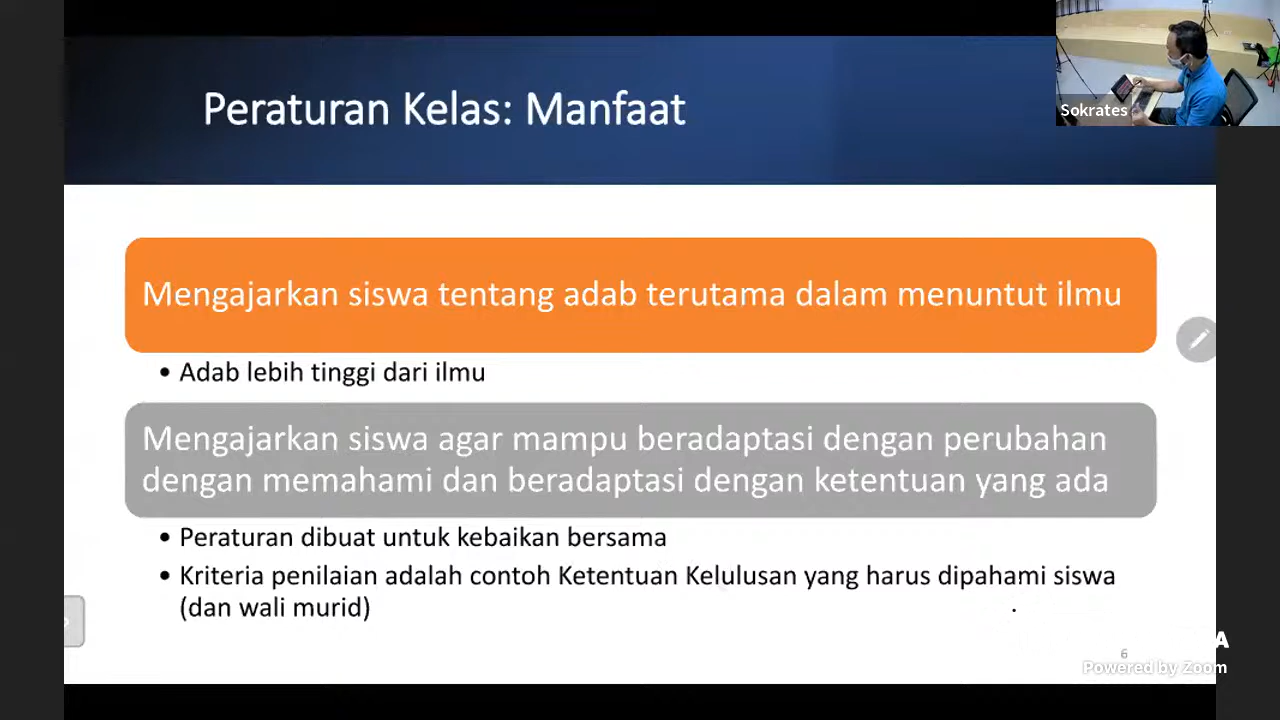 Peraturan Kelas: Manfaat
Sokrates
Mengajarkan siswa tentang adab terutama dalam menuntut ilmu
• Adab lebih tinggi dari ilmu
Mengajarkan siswa agar mampu beradaptasi dengan perubahan
dengan memahami dan beradaptasi dengan ketentuan yang ada
• Peraturan dibuat untuk kebaikan bersama
• Kriteria penilaian adalah contoh Ketentuan Kelulusan yang harus dipahami siswa
(dan wali murid)
A
6
Powered by Zoom